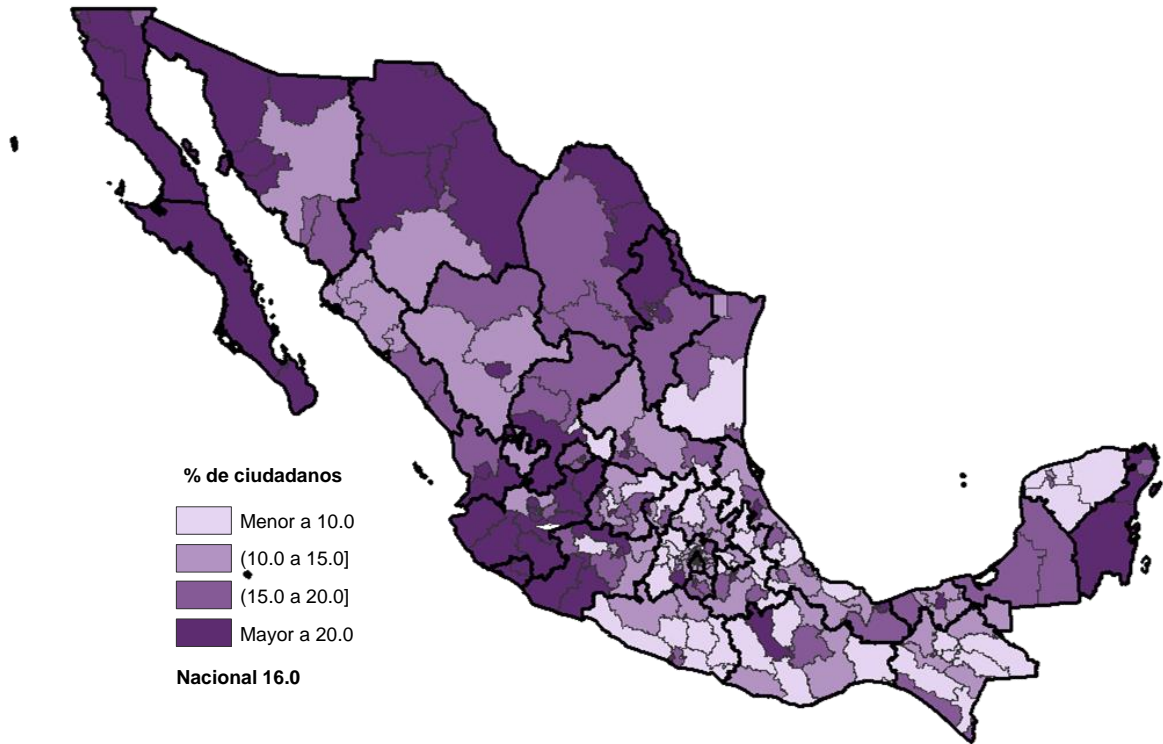 % de ciudadanos
Menor a 10.0
(10.0 a 15.0]
(15.0 a 20.0]
Mayor a 20.0
Nacional 16.0